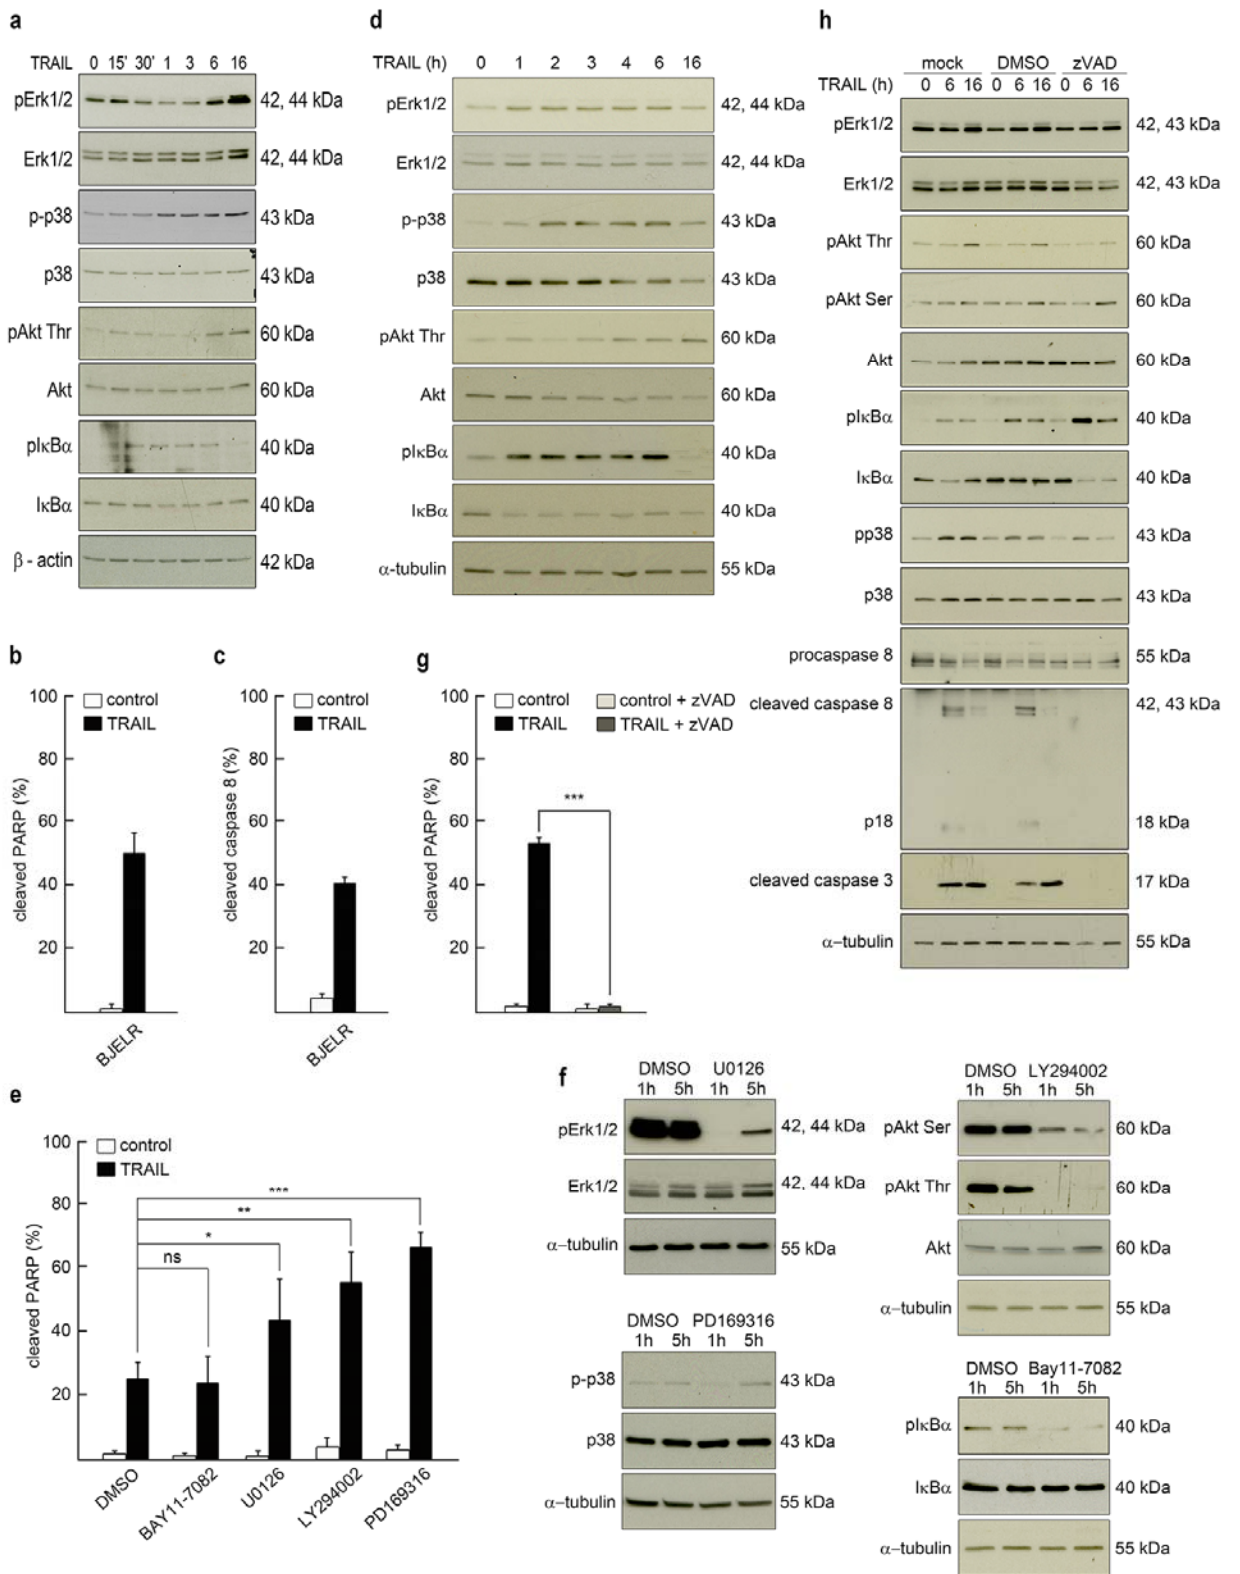 a
TRAIL 0 15' 30' 1 3 6 16
pErk1/2 42, 44 kDa
Erk1/2 42, 44 kDa
p-p38 43 kDa
p38 43 kDa
pAkt Thr 60 kDa
Akt 60 kDa
pIκBα 40 kDa
IκBα 40 kDa
β - actin 42 kDa
d
TRAIL (h) 0 1 2 3 4 6 16
pErk1/2 42, 44 kDa
Erk1/2 42, 44 kDa
p-p38 43 kDa
p38 43 kDa
pAkt Thr 60 kDa
Akt 60 kDa
pIκBα 40 kDa
IκBα 40 kDa
α-tubulin 55 kDa
h
mock DMSO zVAD
TRAIL (h) 0 6 16 0 6 16 0 6 16
pErk1/2 42, 43 kDa
Erk1/2 42, 43 kDa
pAkt Thr 60 kDa
pAkt Ser 60 kDa
Akt 60 kDa
pIκBα 40 kDa
IκBα 40 kDa
pp38 43 kDa
p38 43 kDa
procaspase 8 55 kDa
cleaved caspase 8 42, 43 kDa
p18 18 kDa
cleaved caspase 3 17 kDa
α–tubulin 55 kDa
b
control
TRAIL
cleaved PARP (%)
100
80
60
40
20
BJELR
c
control
TRAIL
cleaved caspase 8 (%)
100
80
60
40
20
BJELR
g
control control + zVAD
TRAIL TRAIL + zVAD
cleaved PARP (%)
100
80
60
40
20
***
e
control
TRAIL
cleaved PARP (%)
100
80
60
40
20
***
**
*
ns
DMSO
BAY11-7082
U0126
LY294002
PD169316
f
DMSO U0126
1h 5h 1h 5h
pErk1/2 42, 44 kDa
Erk1/2 42, 44 kDa
α–tubulin 55 kDa
DMSO LY294002
1h 5h 1h 5h
pAkt Ser 60 kDa
pAkt Thr 60 kDa
Akt 60 kDa
α–tubulin 55 kDa
DMSO PD169316
1h 5h 1h 5h
p-p38 43 kDa
p38 43 kDa
α–tubulin 55 kDa
DMSO Bay11-7082
1h 5h 1h 5h
pIκBα 40 kDa
IκBα 40 kDa
α–tubulin 55 kDa